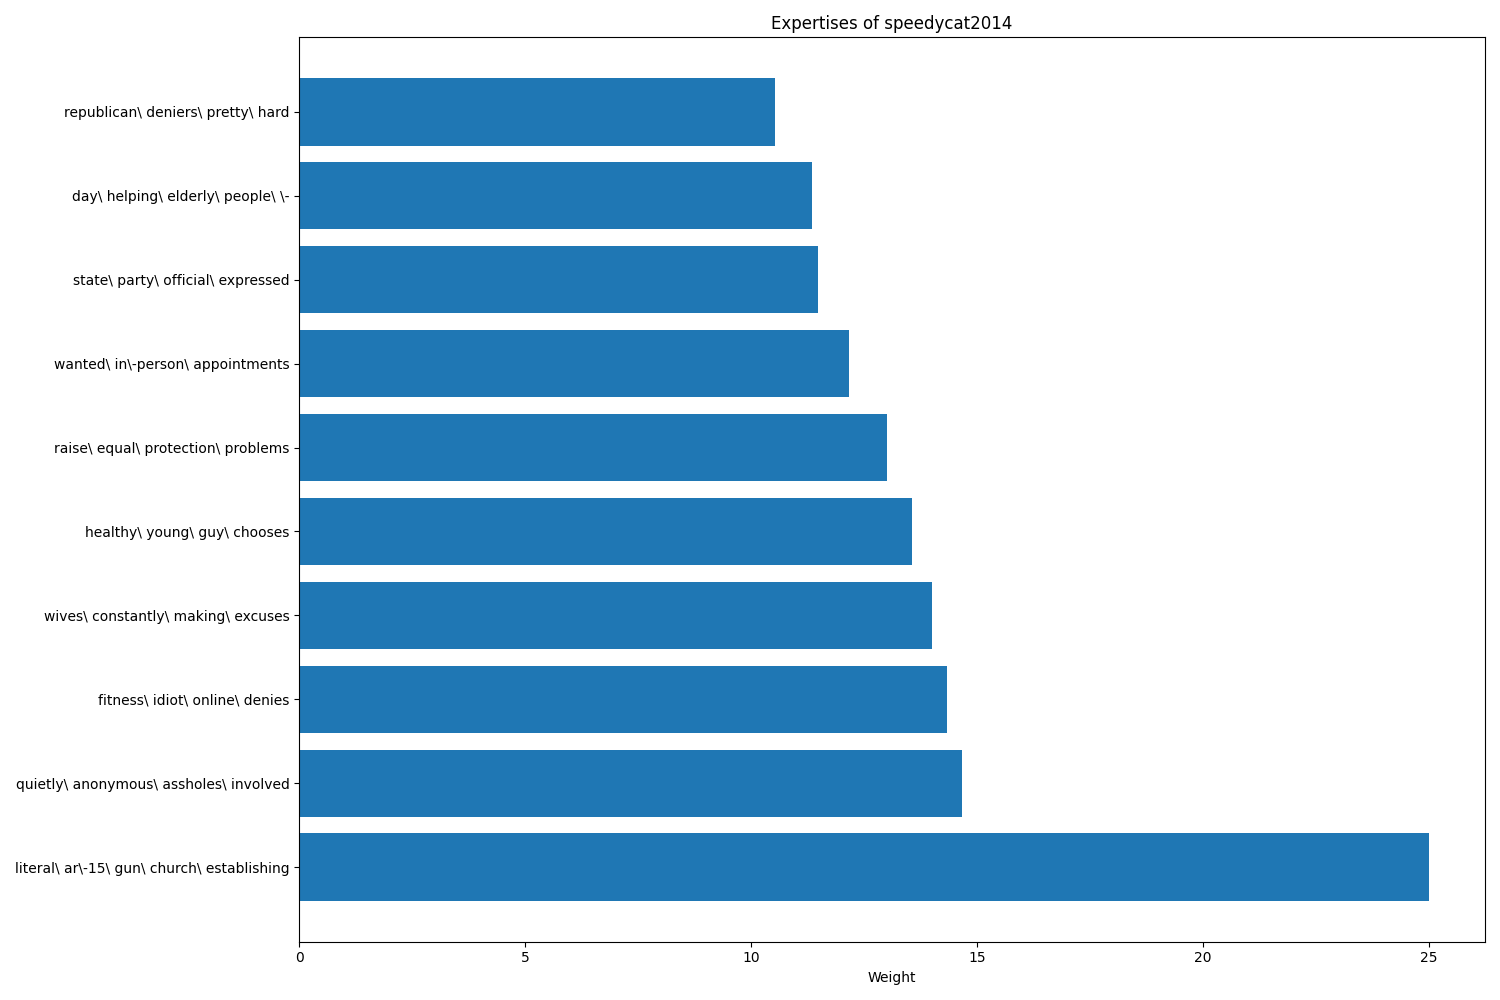 Expertises of speedycat2014
republican\ deniers\ pretty\ hard
day\ helping\ elderly\ people\ \-
state\ party\ official\ expressed
wanted\ in\-person\ appointments
raise\ equal\ protection\ problems
healthy\ young\ guy\ chooses
wives\ constantly\ making\ excuses
fitness\ idiot\ online\ denies
quietly\ anonymous\ assholes\ involved
literal\ ar\-15\ gun\ church\ establishing
0 5 10 15 20 25
Weight